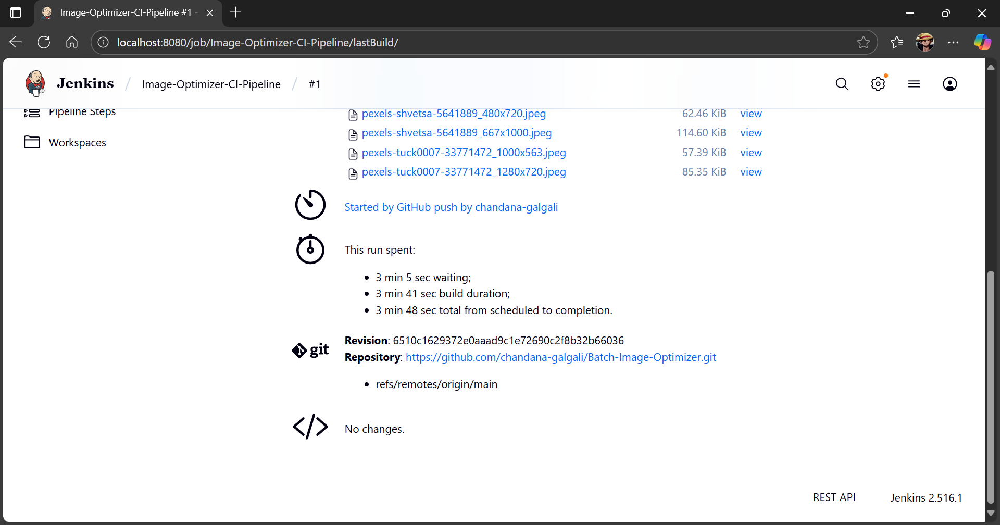 Image-Optimizer-CI-Pipeline #1 -
localhost:8080/job/Image-Optimizer-CI-Pipeline/lastBuild/
Jenkins / Image-Optimizer-CI-Pipeline / #1
Pipeline Steps
Workspaces
pexels-shvetsa-5641889_480x720.jpeg 62.46 KiB view
pexels-shvetsa-5641889_667x1000.jpeg 114.60 KiB view
pexels-tuck0007-33771472_1000x563.jpeg 57.39 KiB view
pexels-tuck0007-33771472_1280x720.jpeg 85.35 KiB view
Started by GitHub push by chandana-galgali
This run spent:
3 min 5 sec waiting;
3 min 41 sec build duration;
3 min 48 sec total from scheduled to completion.
git
Revision: 6510c1629372e0aaad9c1e72690c2f8b32b66036
Repository: https://github.com/chandana-galgali/Batch-Image-Optimizer.git
refs/remotes/origin/main
No changes.
REST API Jenkins 2.516.1